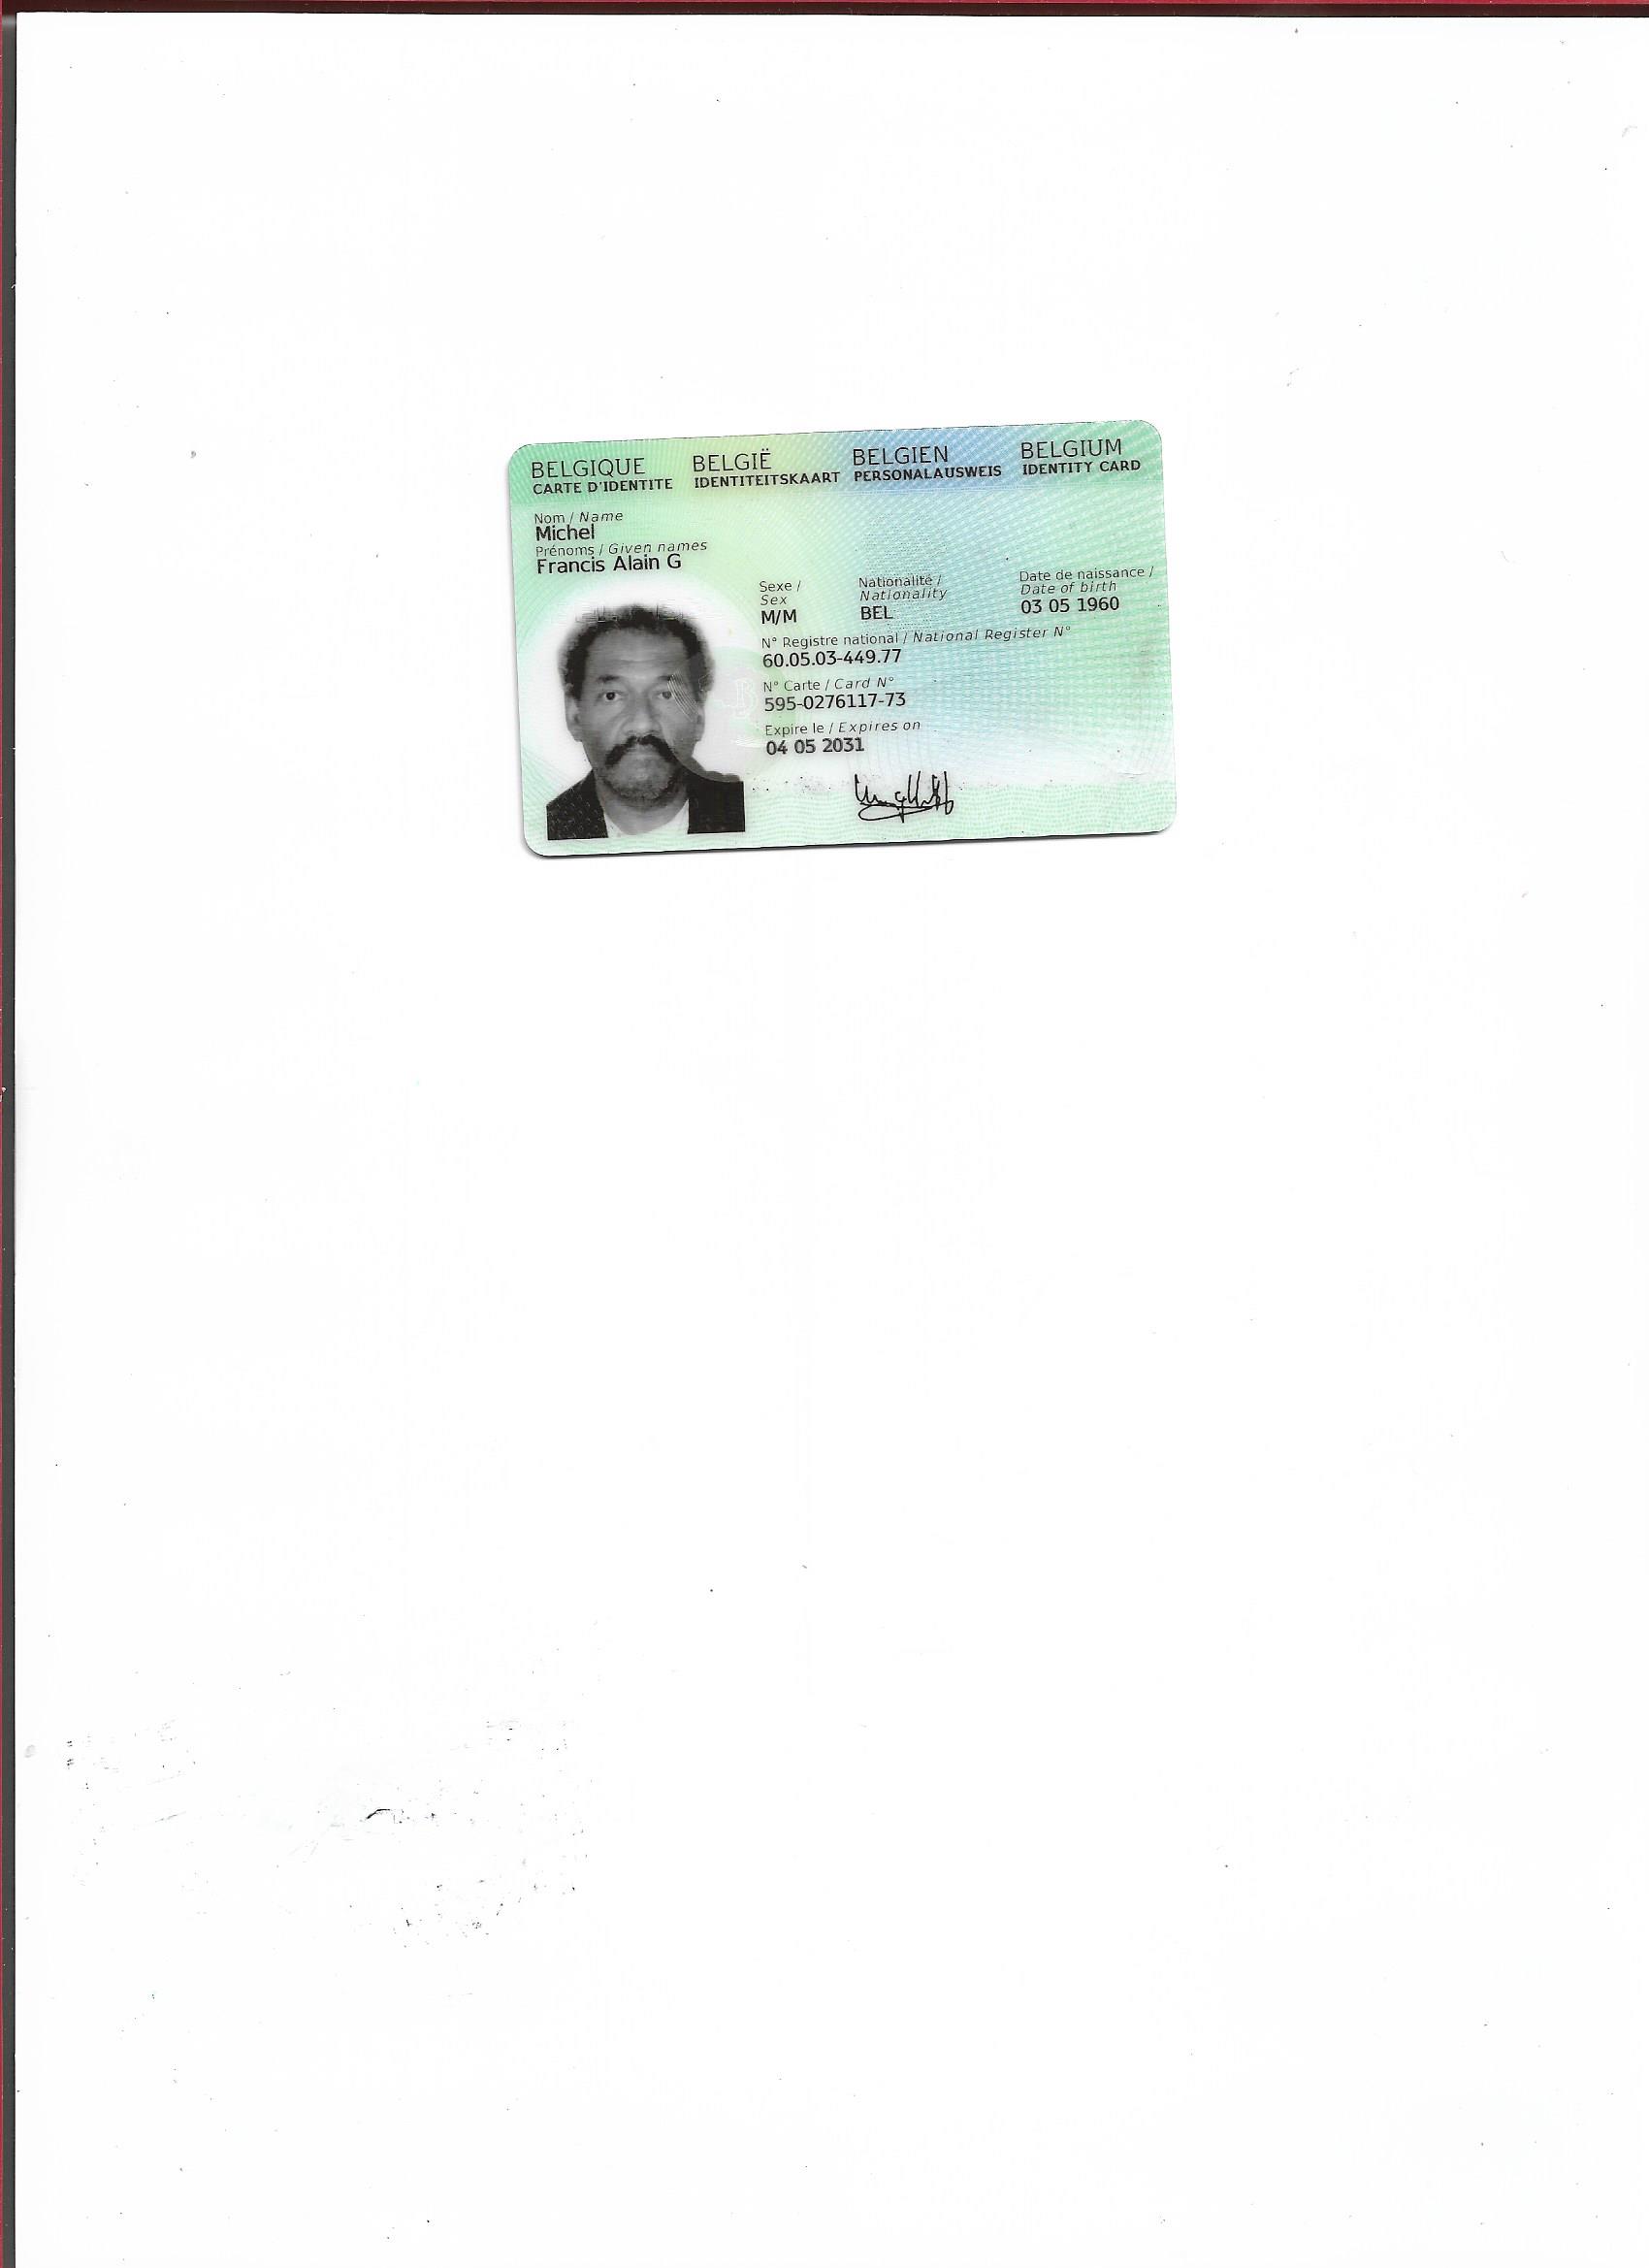 BELGIQUE BELGIË BELGIEN BELGIUM
CARTE D'IDENTITE IDENTITEITSKAART PERSONALAUSWEIS IDENTITY CARD
Nom / Name
Michel
Prénoms / Given names
Francis Alain G
Sexe / Nationalité / Date de naissance /
Sex Nationality Date of birth
M/M BEL 03 05 1960
N° Registre national / National Register N°
60.05.03-449.77
N° Carte / Card N°
595-0276117-73
Expire le / Expires on
04 05 2031